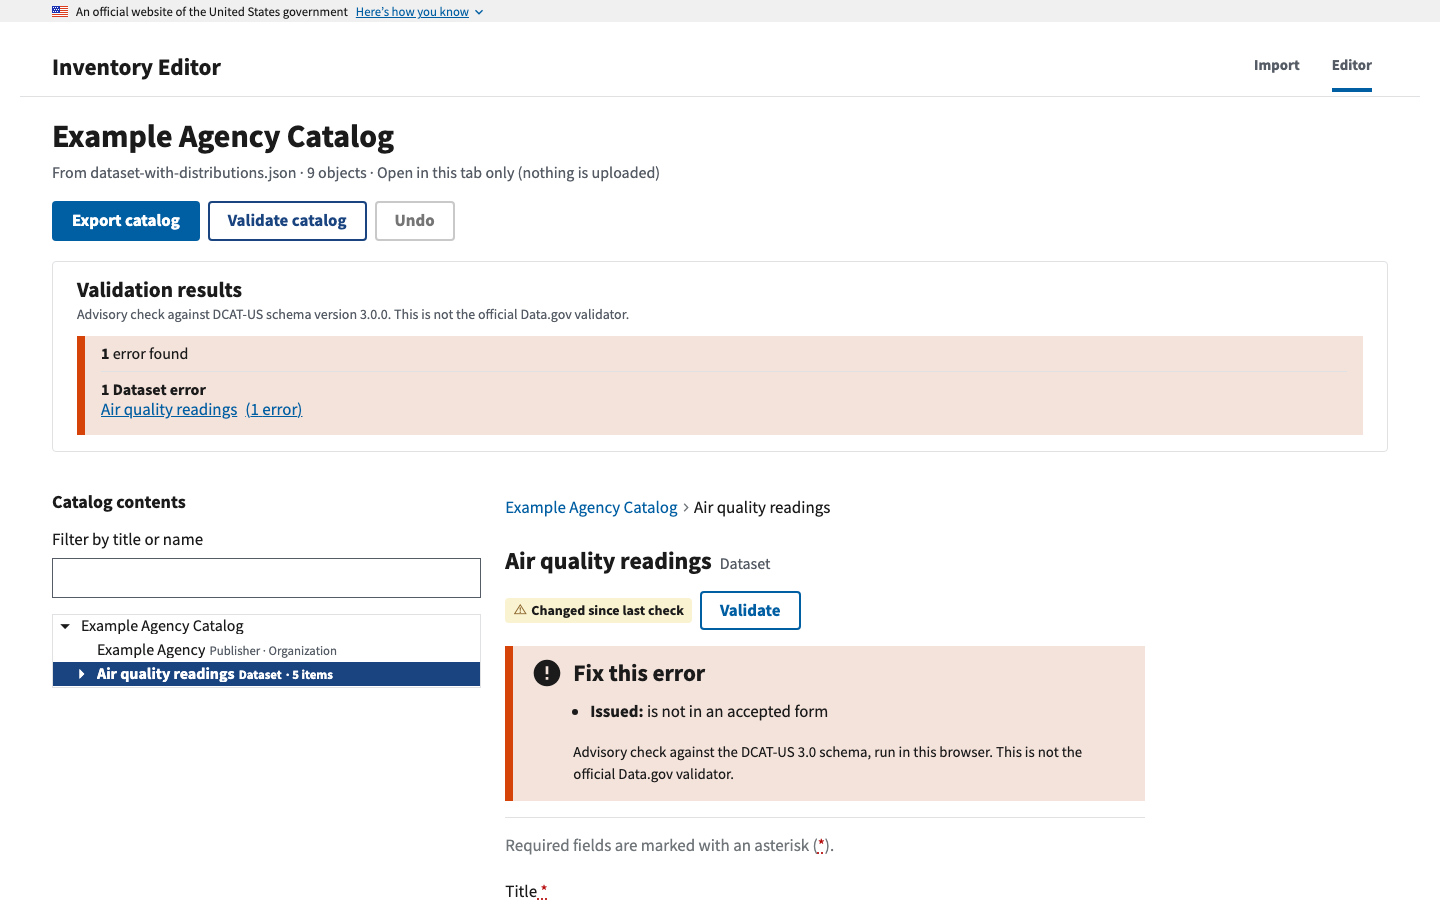 An official website of the United States government Here's how you know
Inventory Editor
Import
Editor
Example Agency Catalog
From dataset-with-distributions.json · 9 objects · Open in this tab only (nothing is uploaded)
Export catalog
Validate catalog
Undo
Validation results
Advisory check against DCAT-US schema version 3.0.0. This is not the official Data.gov validator.
1 error found
1 Dataset error
Air quality readings (1 error)
Catalog contents
Filter by title or name
Example Agency Catalog
Example Agency Publisher · Organization
Air quality readings Dataset · 5 items
Example Agency Catalog › Air quality readings
Air quality readings Dataset
Changed since last check
Validate
Fix this error
• Issued: is not in an accepted form
Advisory check against the DCAT-US 3.0 schema, run in this browser. This is not the
official Data.gov validator.
Required fields are marked with an asterisk (*).
Title *